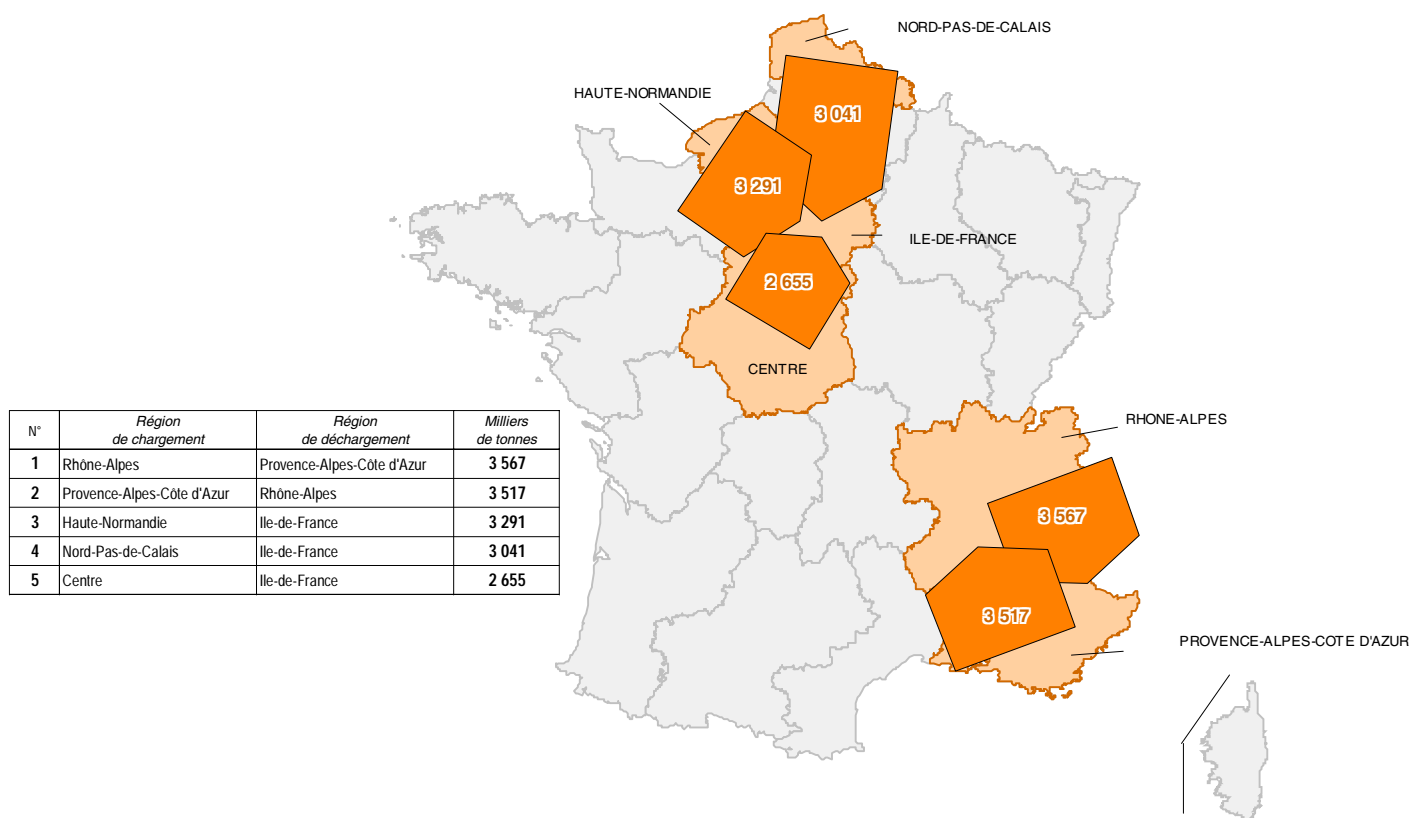 NORD-PAS-DE-CALAIS
HAUTE-NORMANDIE
3 041
3 291
ILE-DE-FRANCE
2 655
CENTRE
RHONE-ALPES
3 567
3 517
PROVENCE-ALPES-COTE D'AZUR
N° Région de chargement Région de déchargement Milliers de tonnes
1 Rhône-Alpes Provence-Alpes-Côte d'Azur 3 567
2 Provence-Alpes-Côte d'Azur Rhône-Alpes 3 517
3 Haute-Normandie Ile-de-France 3 291
4 Nord-Pas-de-Calais Ile-de-France 3 041
5 Centre Ile-de-France 2 655